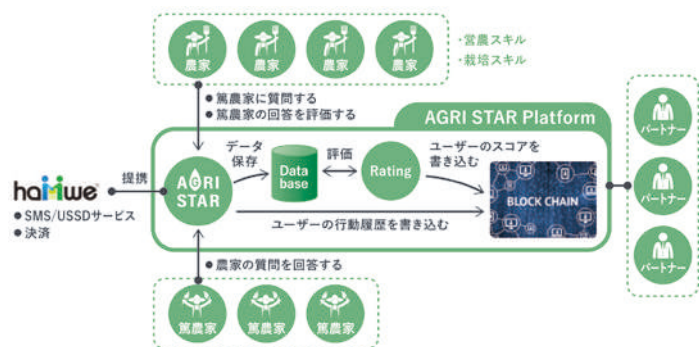 農家
農家
農家
農家
・営農スキル
・栽培スキル
●篤農家に質問する
●篤農家の回答を評価する
AGRI STAR Platform
データ
保存
評価
ユーザーのスコアを
書き込む
提携
AGRI
STAR
Data
base
Rating
BLOCK CHAIN
●SMS/USSDサービス
●決済
ユーザーの行動履歴を書き込む
●農家の質問を回答する
篤農家
篤農家
篤農家
パートナー
パートナー
パートナー